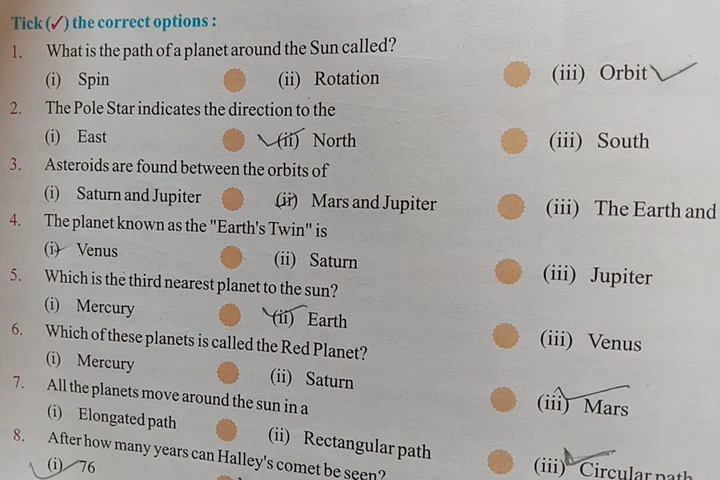 Tick (✓) the correct options :
1. What is the path of a planet around the Sun called?
(i) Spin (ii) Rotation (iii) Orbit
2. The Pole Star indicates the direction to the
(i) East (ii) North (iii) South
3. Asteroids are found between the orbits of
(i) Saturn and Jupiter (ii) Mars and Jupiter (iii) The Earth and
4. The planet known as the "Earth's Twin" is
(i) Venus (ii) Saturn (iii) Jupiter
5. Which is the third nearest planet to the sun?
(i) Mercury (ii) Earth (iii) Venus
6. Which of these planets is called the Red Planet?
(i) Mercury (ii) Saturn (iii) Mars
7. All the planets move around the sun in a
(i) Elongated path (ii) Rectangular path (iii) Circular path
8. After how many years can Halley's comet be seen?
(i) 76